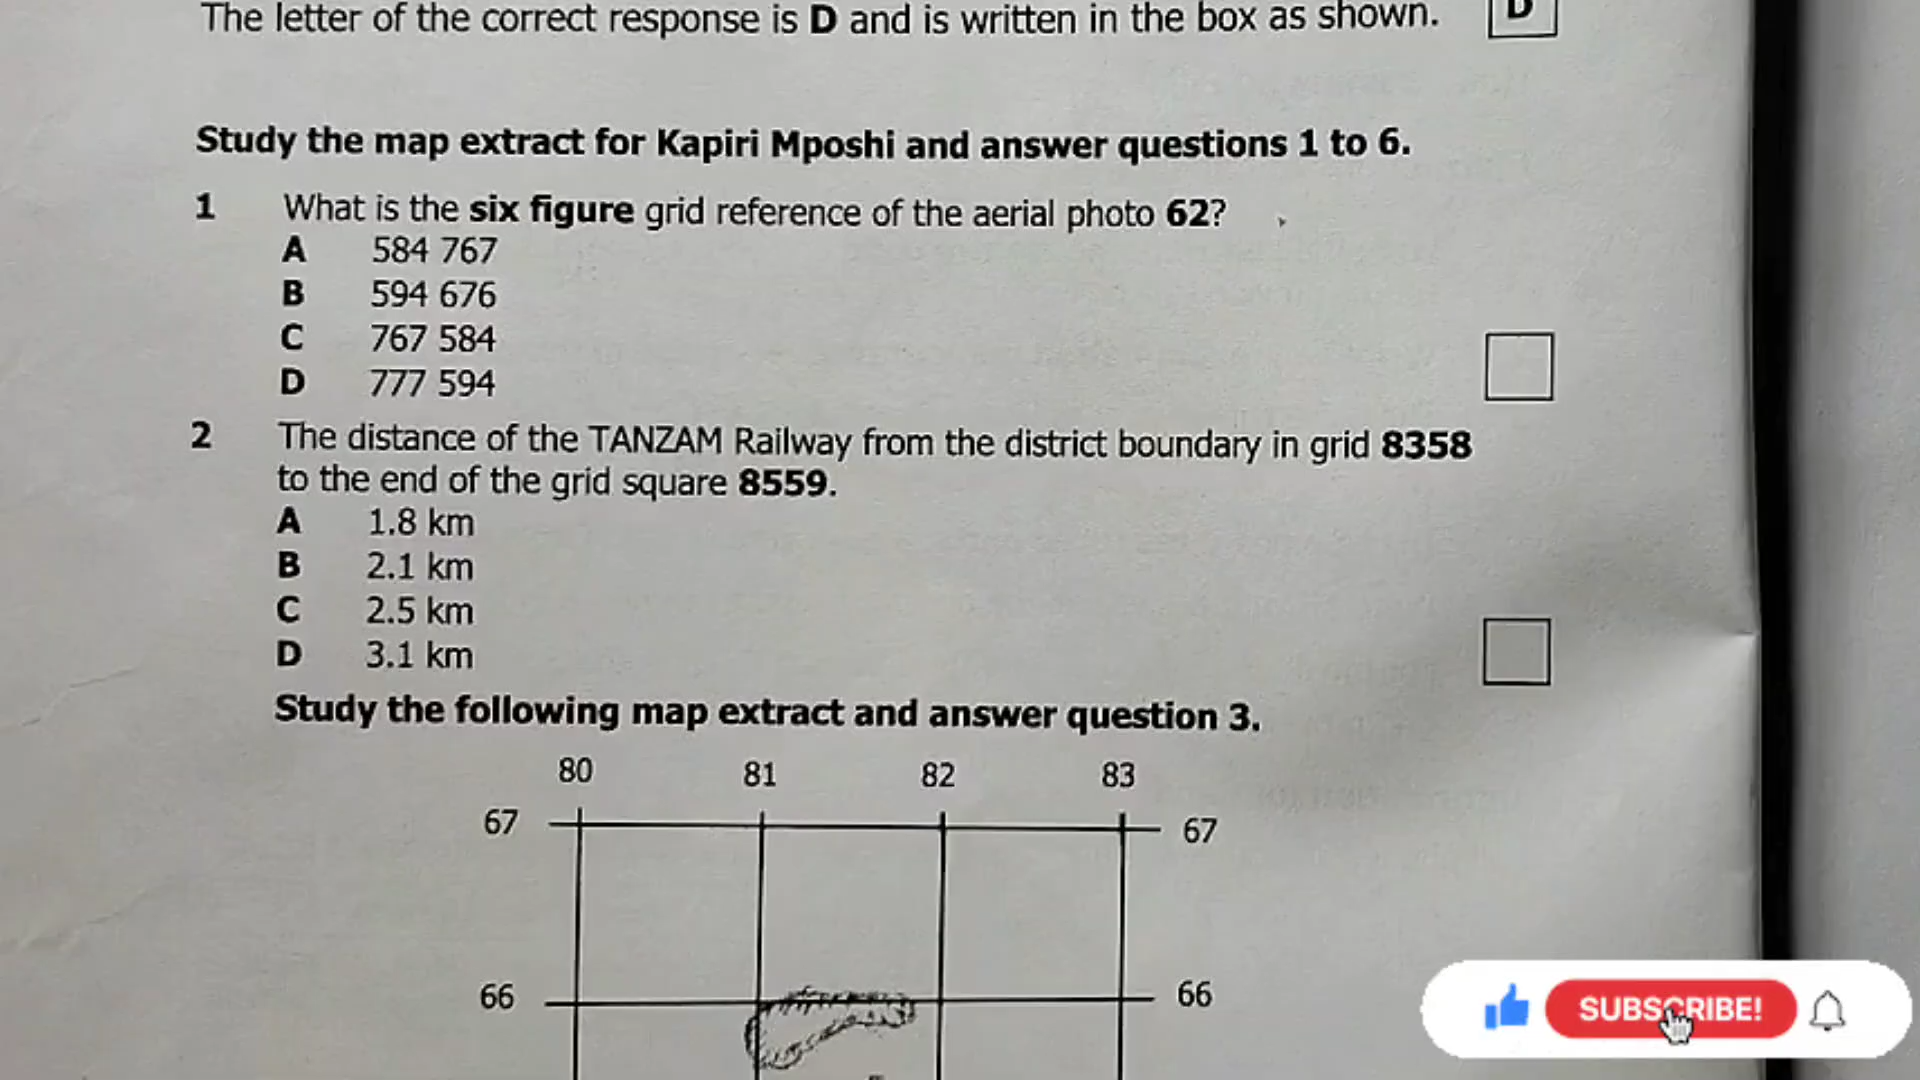 The letter of the correct response is D and is written in the box as shown. D
Study the map extract for Kapiri Mposhi and answer questions 1 to 6.
1 What is the six figure grid reference of the aerial photo 62?
A 584 767
B 594 676
C 767 584
D 777 594
2 The distance of the TANZAM Railway from the district boundary in grid 8358
to the end of the grid square 8559.
A 1.8 km
B 2.1 km
C 2.5 km
D 3.1 km
Study the following map extract and answer question 3.
80 81 82 83
67 67
66 66
SUBSCRIBE!